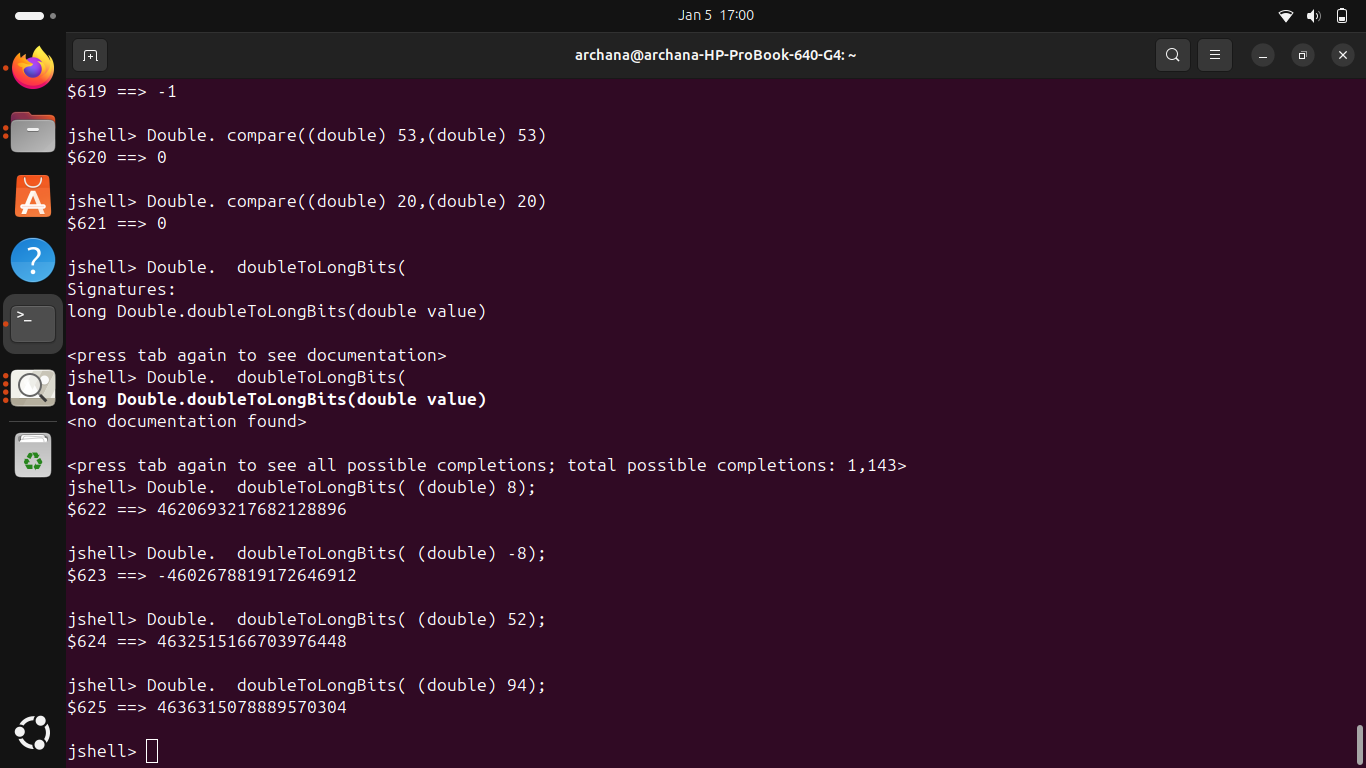 Jan 5 17:00
archana@archana-HP-ProBook-640-G4: ~
$619 ==> -1
jshell> Double. compare((double) 53,(double) 53)
$620 ==> 0
jshell> Double. compare((double) 20,(double) 20)
$621 ==> 0
jshell> Double.  doubleToLongBits(
Signatures:
long Double.doubleToLongBits(double value)
<press tab again to see documentation>
jshell> Double.  doubleToLongBits(
long Double.doubleToLongBits(double value)
<no documentation found>
<press tab again to see all possible completions; total possible completions: 1,143>
jshell> Double.  doubleToLongBits( (double) 8);
$622 ==> 4620693217682128896
jshell> Double.  doubleToLongBits( (double) -8);
$623 ==> -4602678819172646912
jshell> Double.  doubleToLongBits( (double) 52);
$624 ==> 4632515166703976448
jshell> Double.  doubleToLongBits( (double) 94);
$625 ==> 4636315078889570304
jshell>